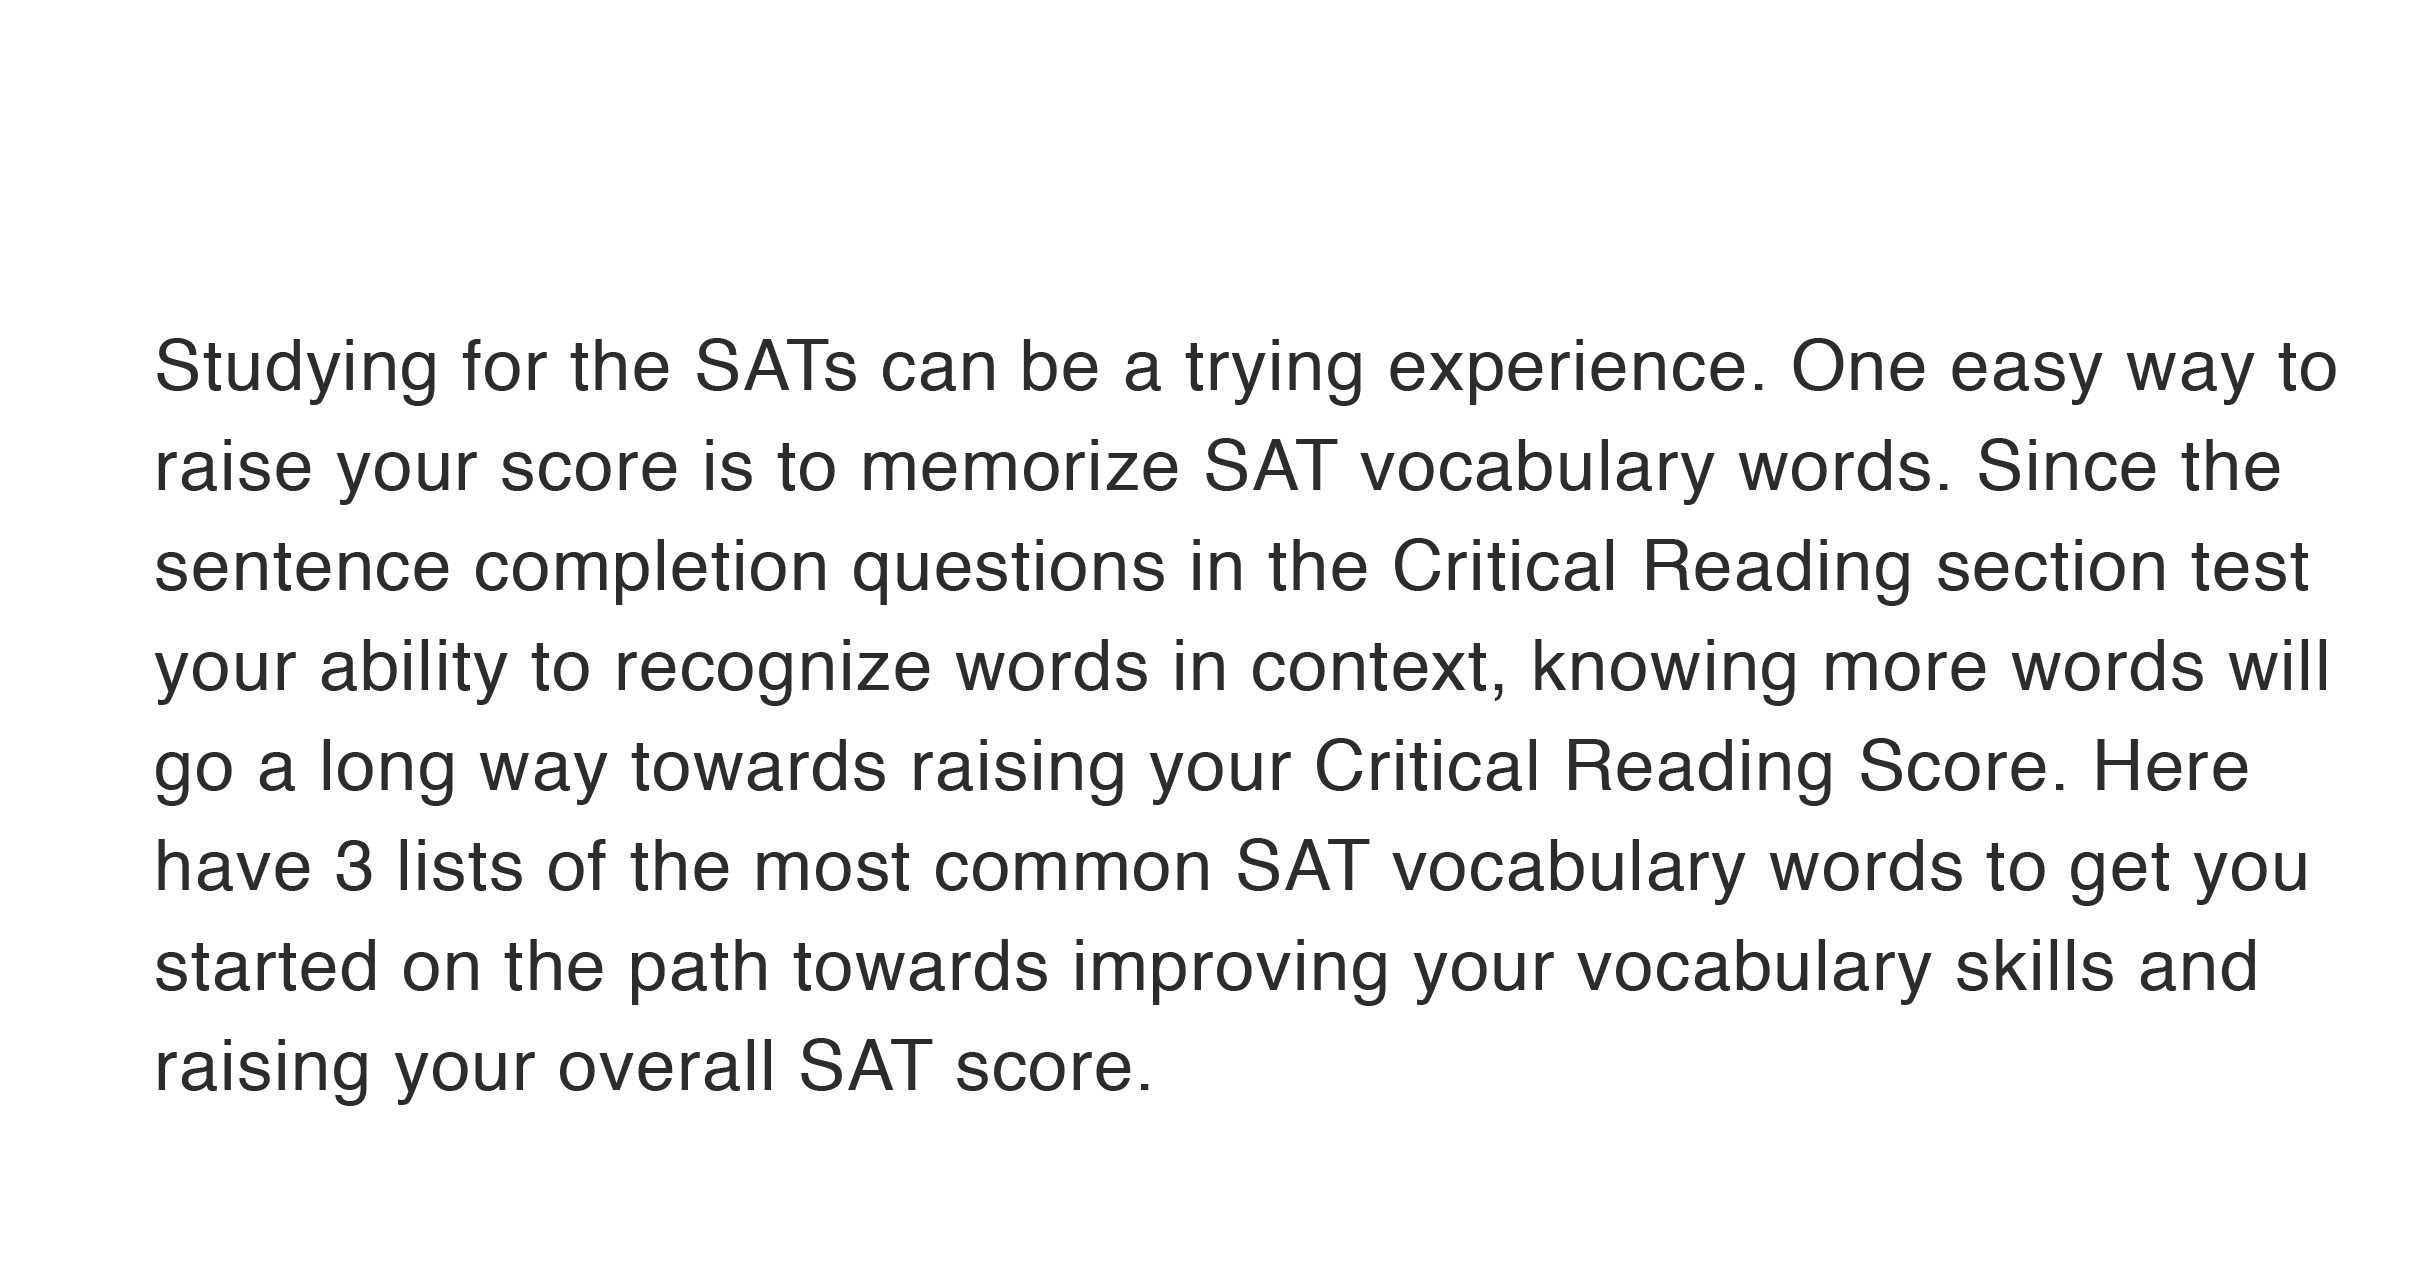 Studying for the SATs can be a trying experience. One easy way to
raise your score is to memorize SAT vocabulary words. Since the
sentence completion questions in the Critical Reading section test
your ability to recognize words in context, knowing more words will
go a long way towards raising your Critical Reading Score. Here
have 3 lists of the most common SAT vocabulary words to get you
started on the path towards improving your vocabulary skills and
raising your overall SAT score.